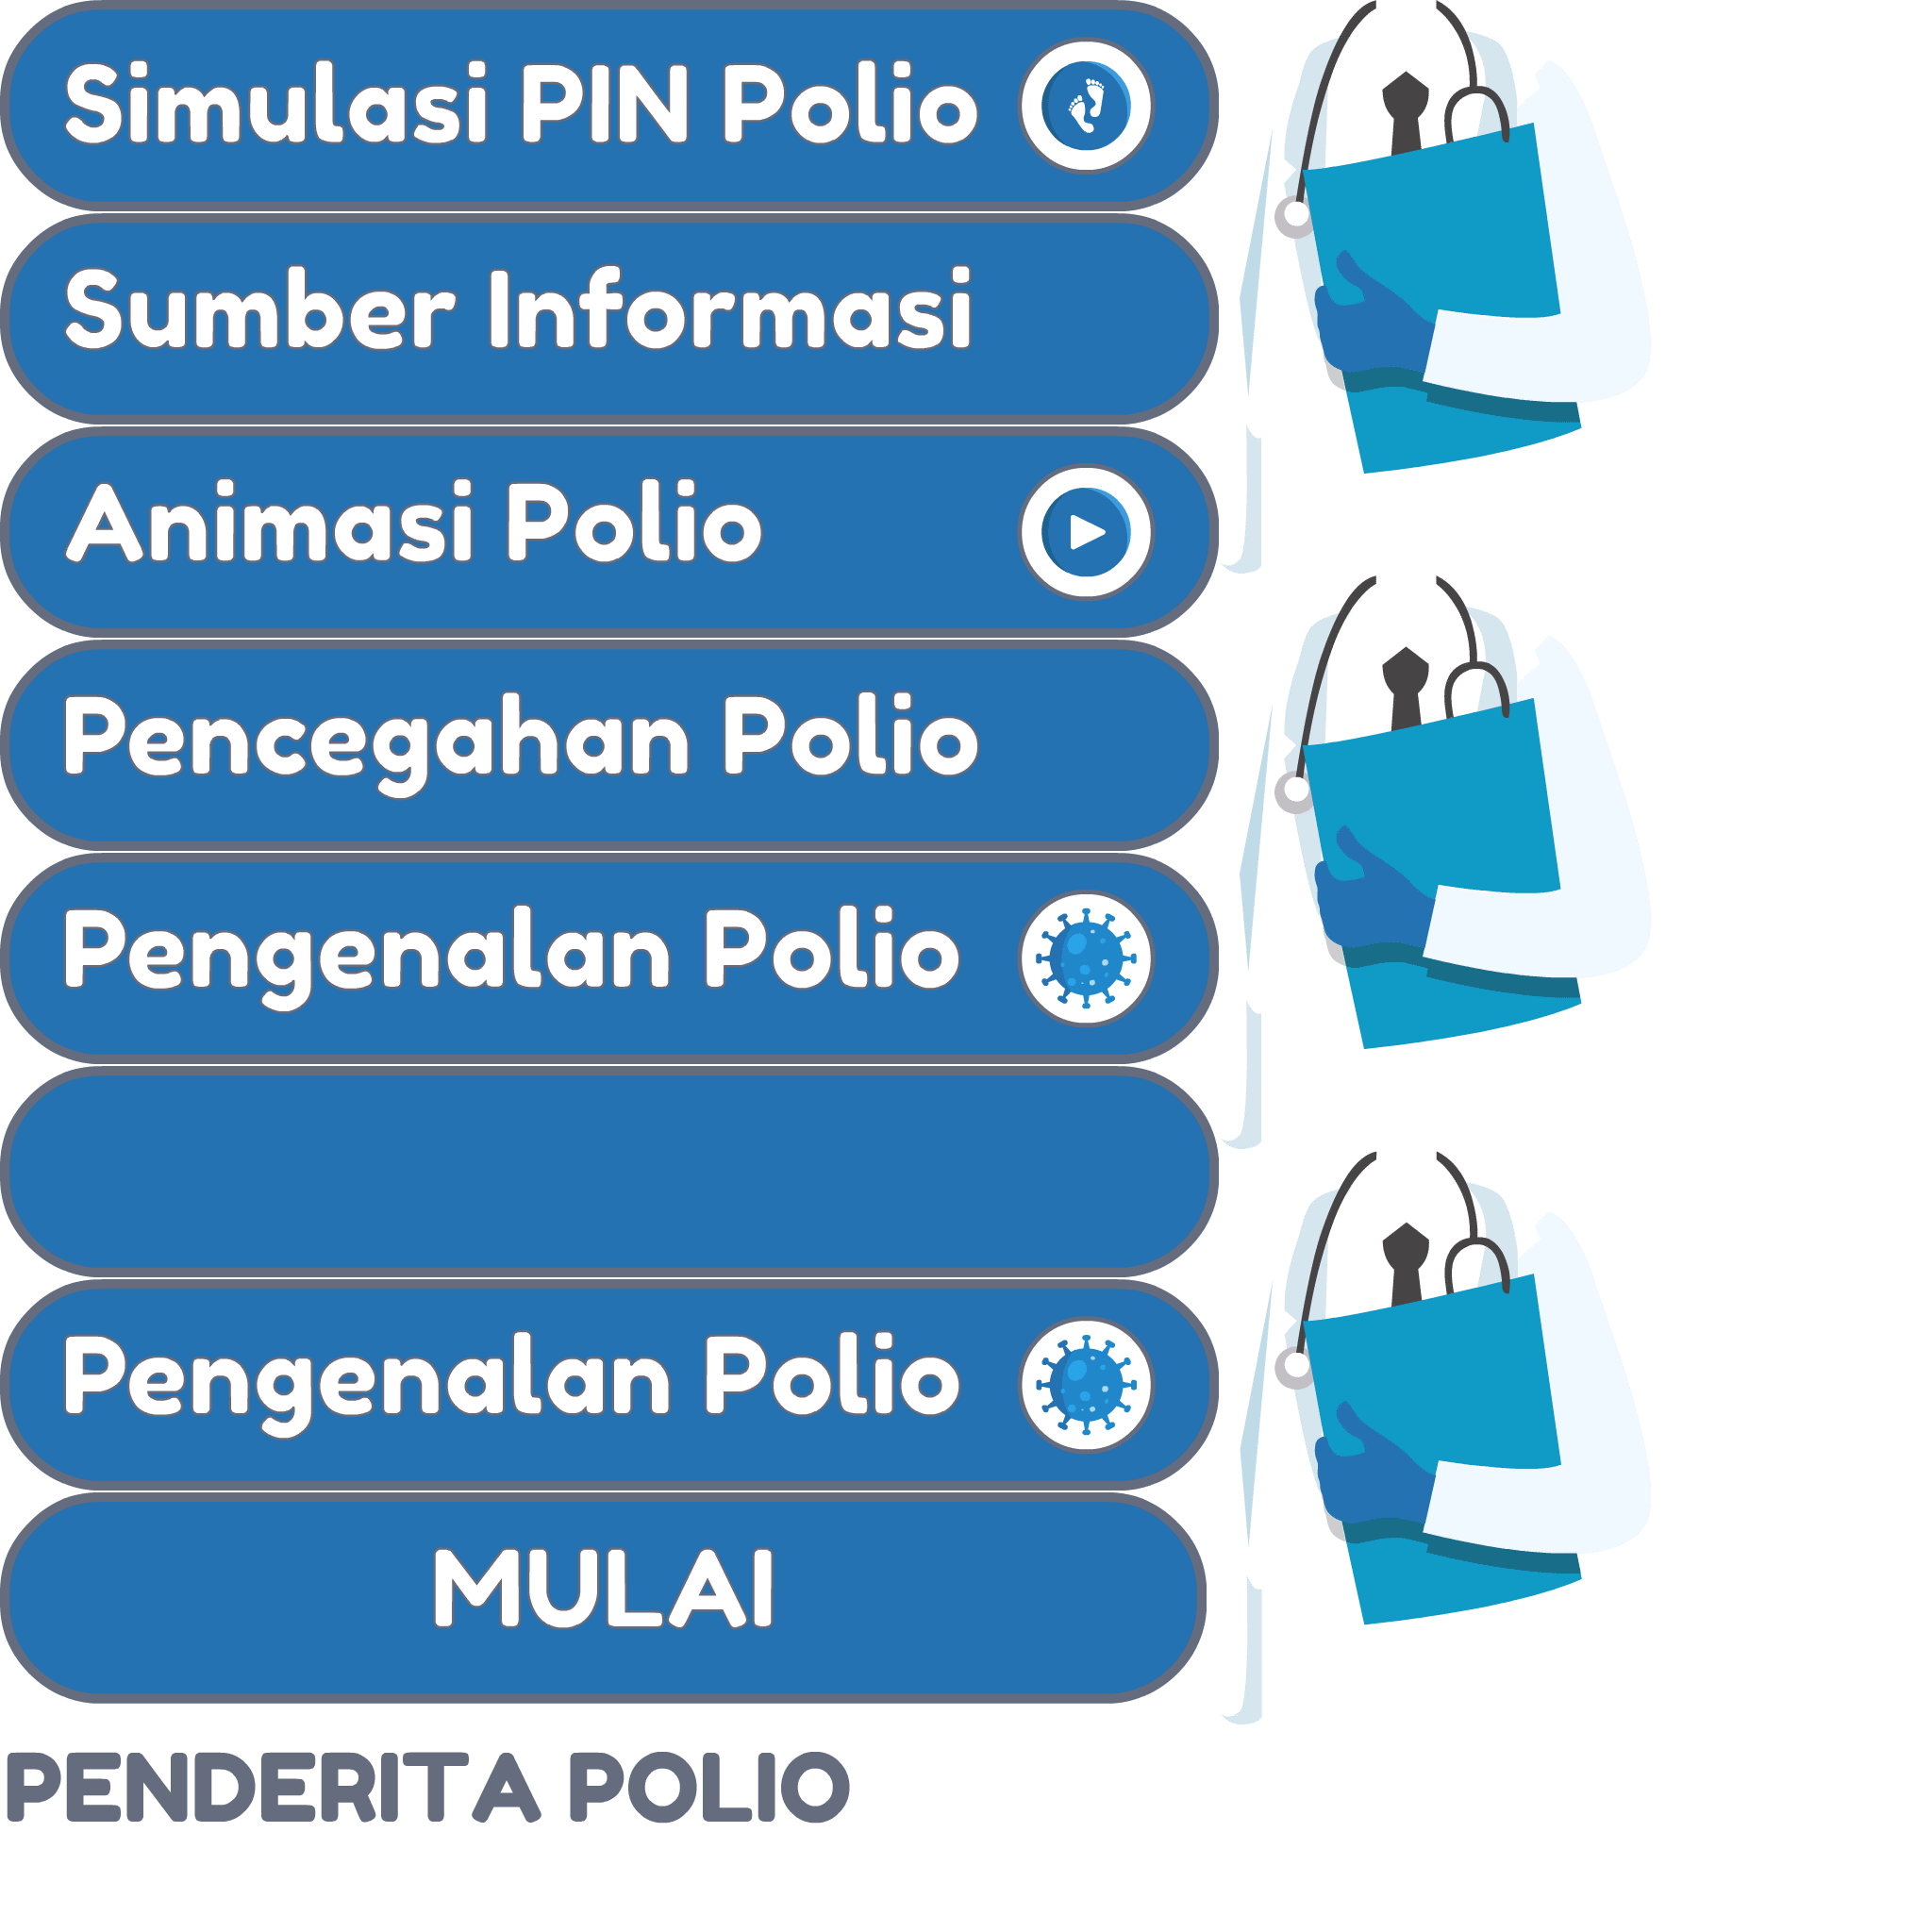 Simulasi PIN Polio
Sumber Informasi
Animasi Polio
Pencegahan Polio
Pengenalan Polio
Pengenalan Polio
MULAI
PENDERITA POLIO